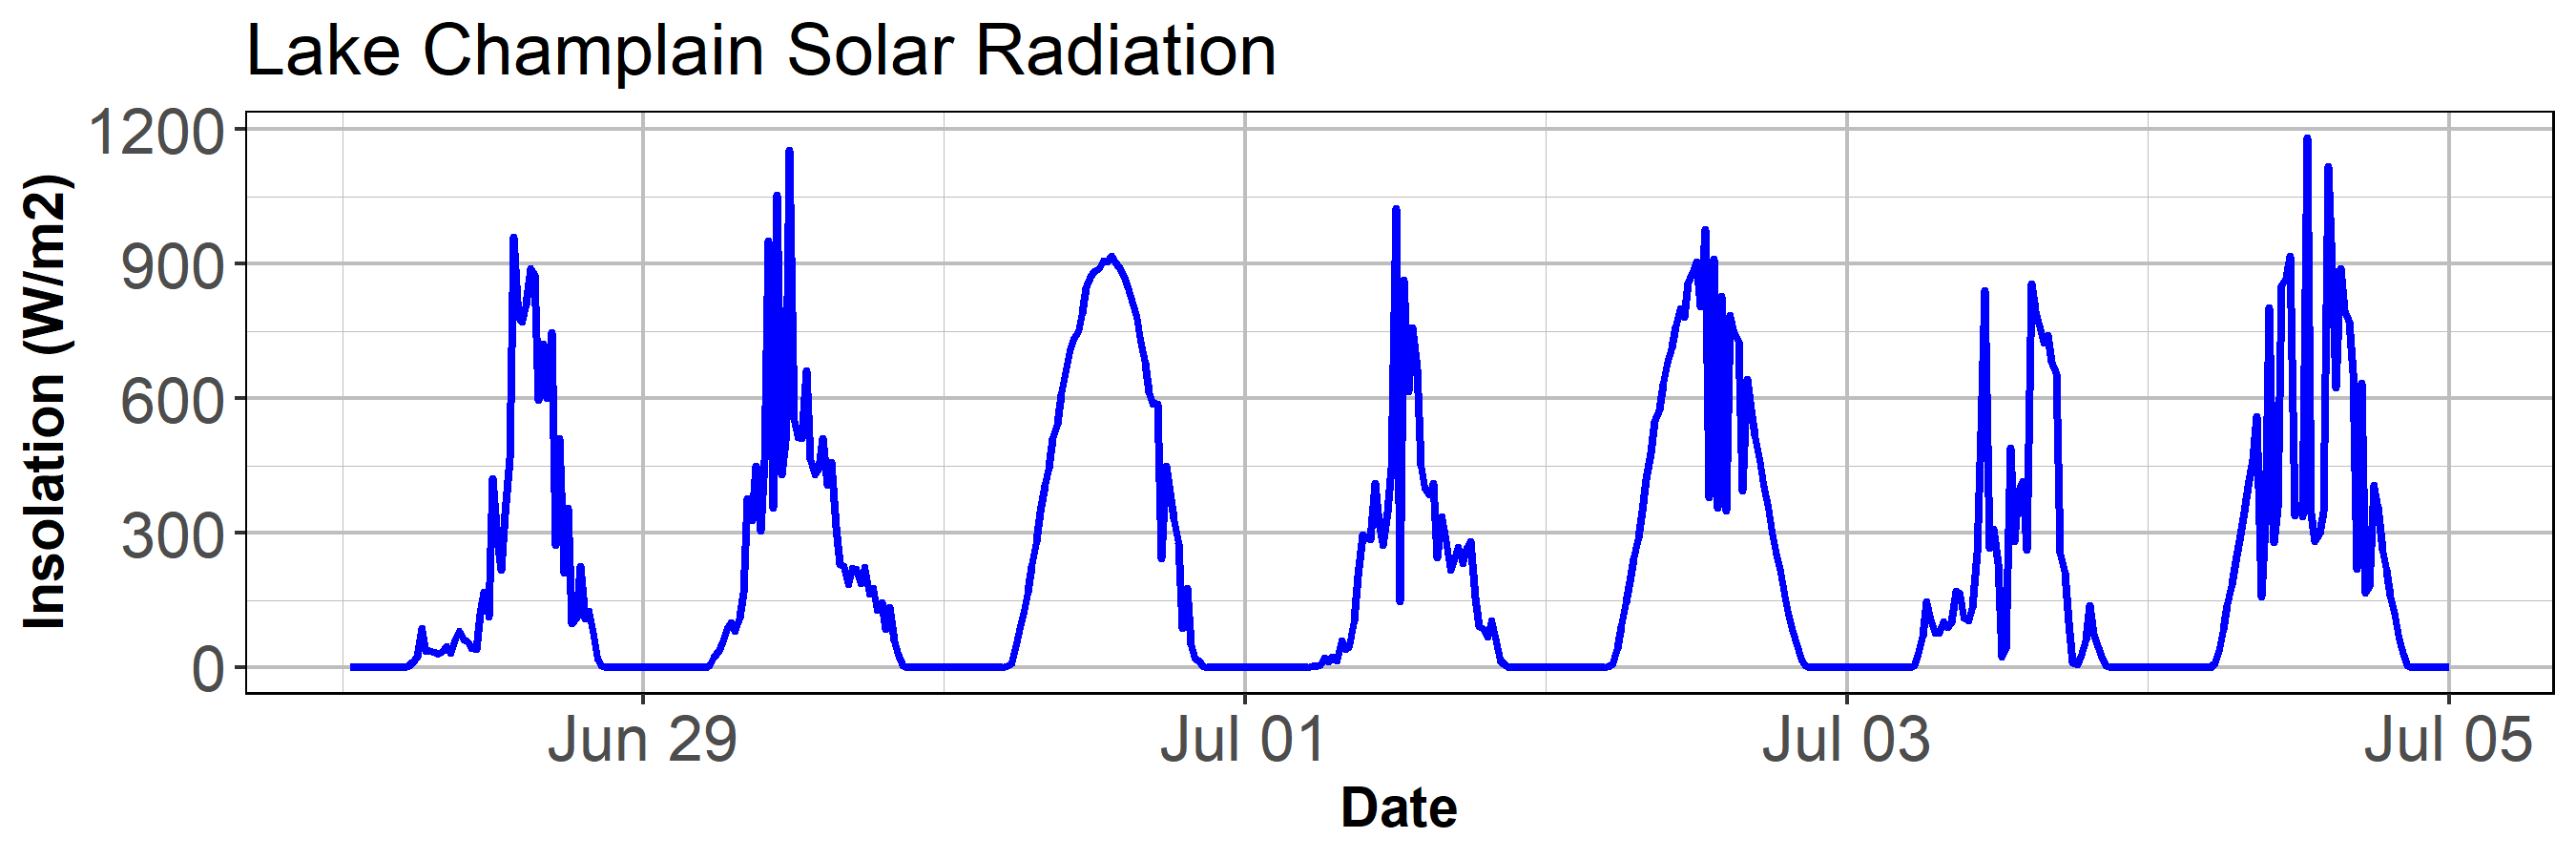 Lake Champlain Solar Radiation
1200
900
600
300
0
Insolation (W/m2)
Jun 29 Jul 01 Jul 03 Jul 05
Date